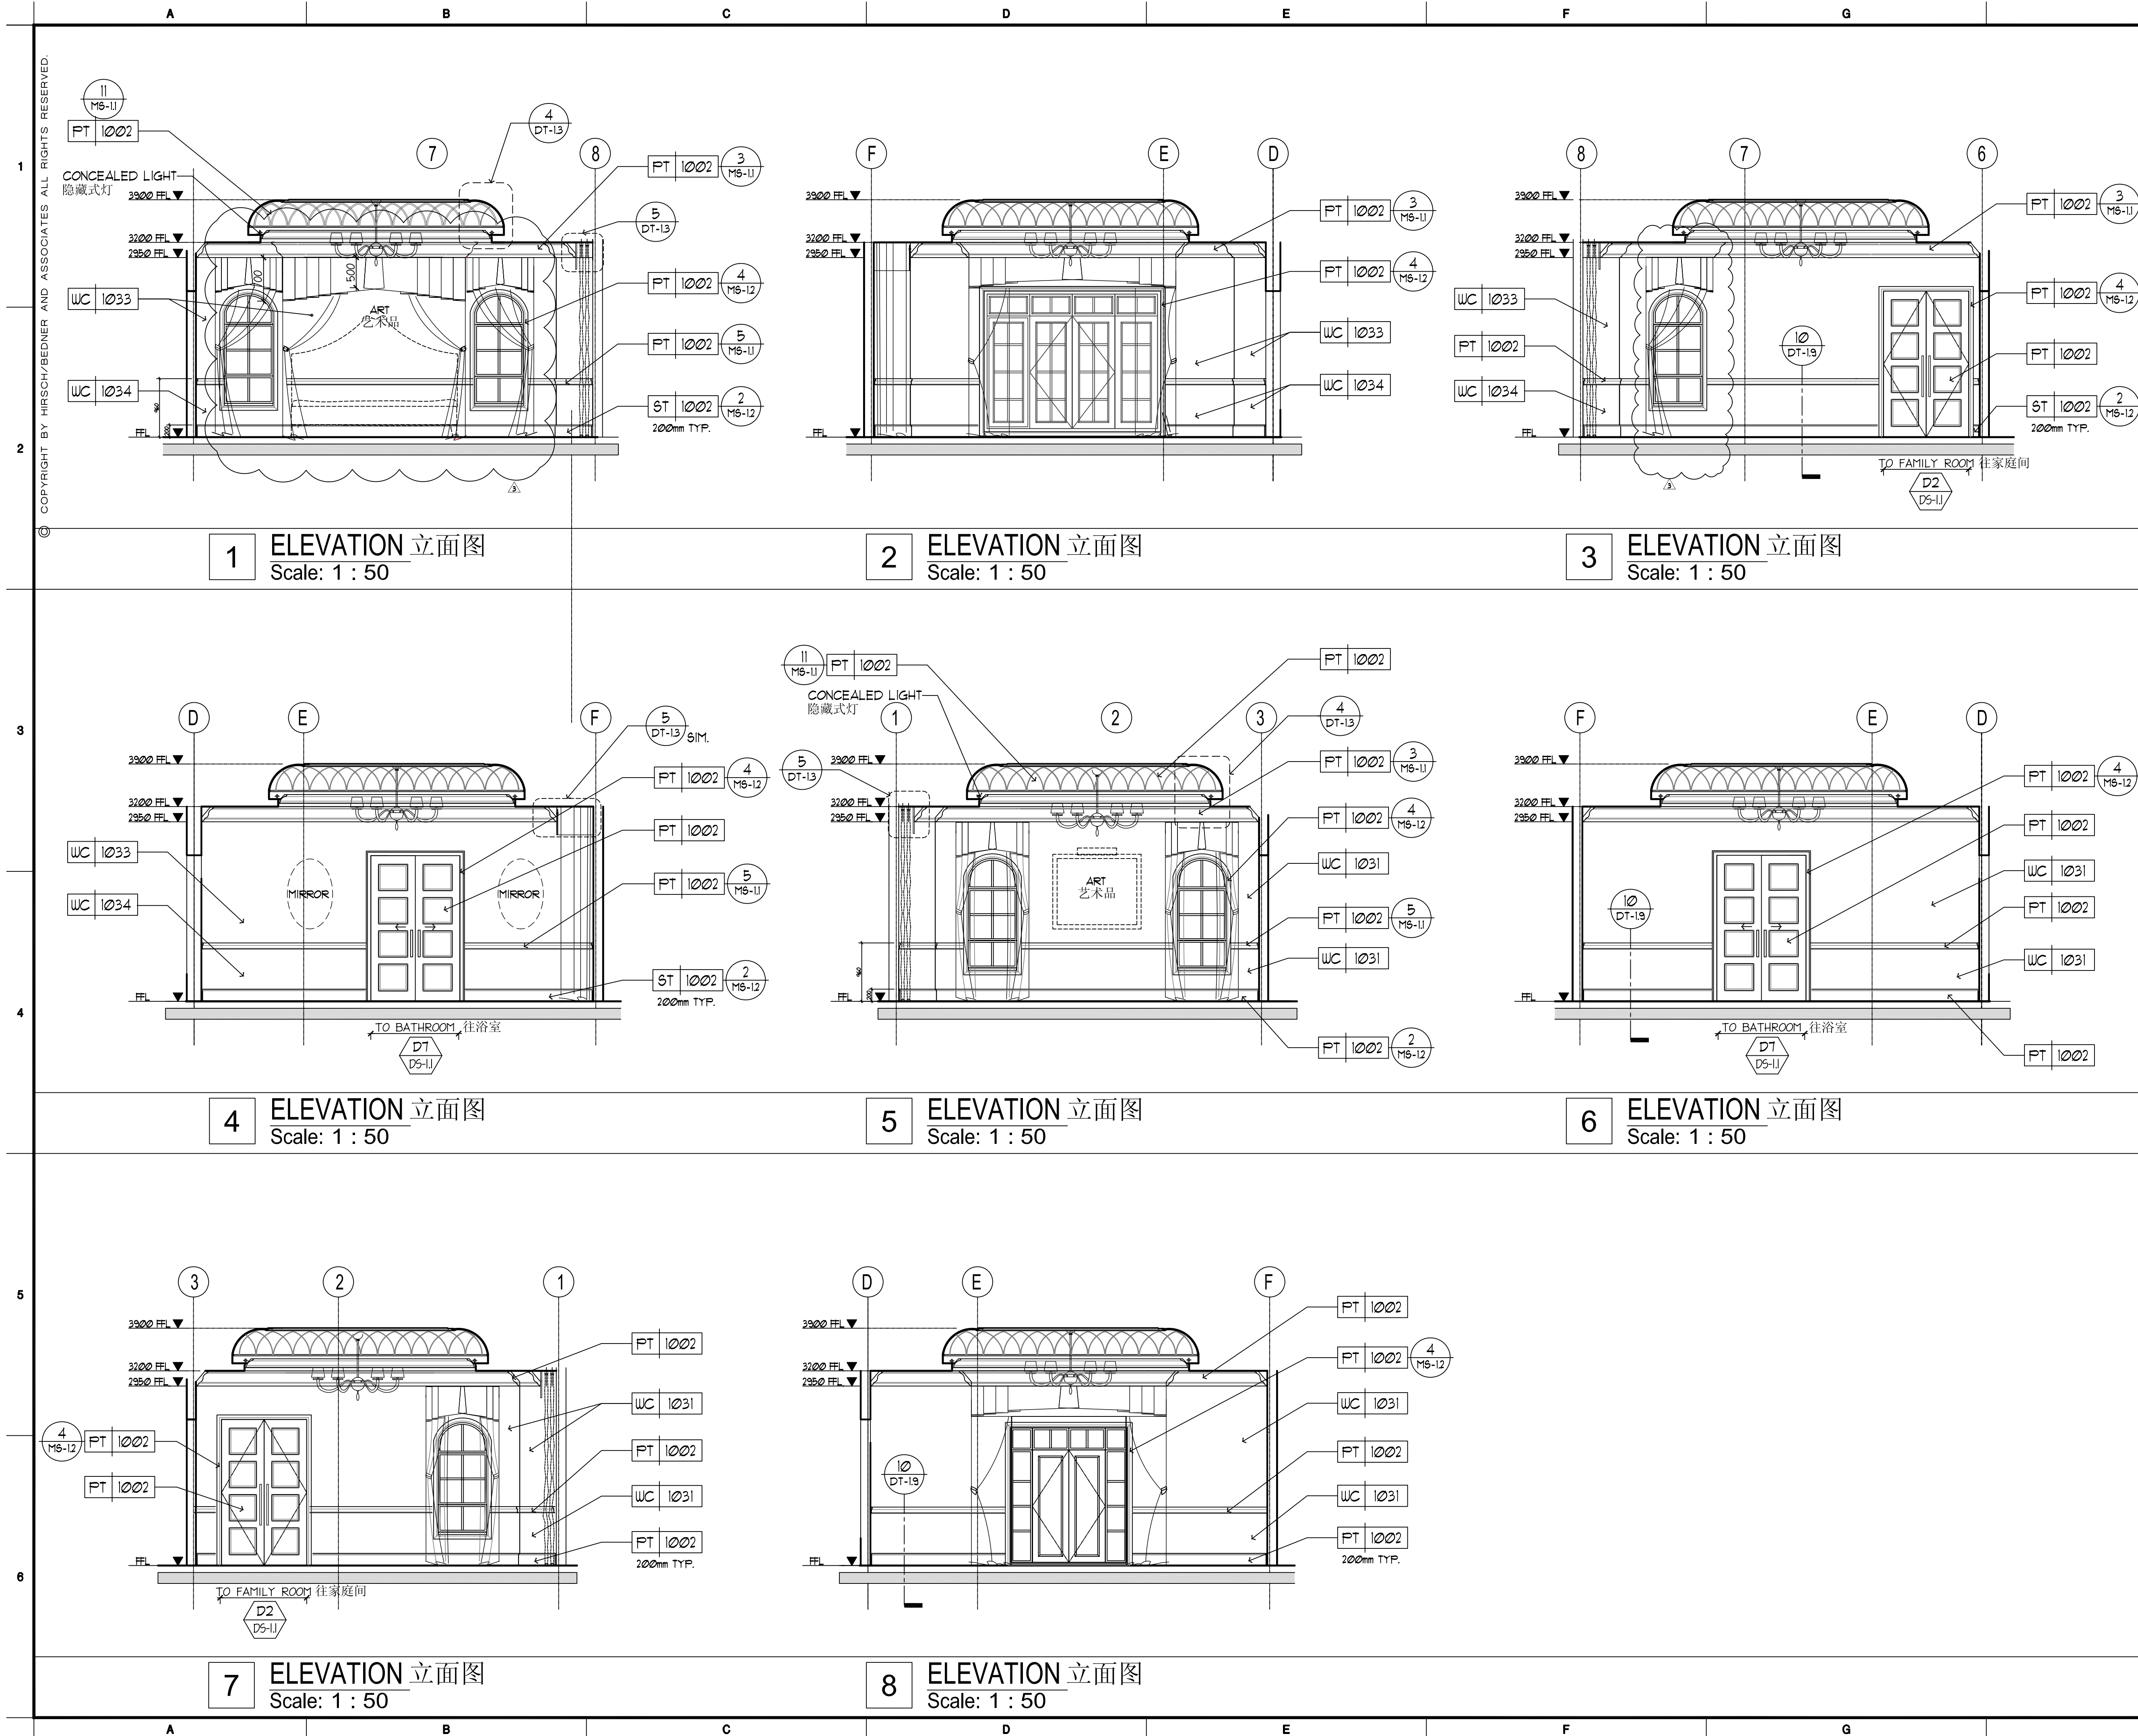 A B C D E F G
1
2
3
4
5
6
© COPYRIGHT BY HIRSCH/BEDNER AND ASSOCIATES ALL RIGHTS RESERVED.
11
MS-1.1
PT 1002
CONCEALED LIGHT
隐藏式灯
3900 FFL
3200 FFL
2950 FFL
WC 1033
WC 1034
960
200
FFL
7
8
4
DT-1.3
5
DT-1.3
500
ART
艺术品
PT 1002 3
MS-1.1
PT 1002 4
MS-1.2
PT 1002 5
MS-1.1
ST 1002 2
MS-1.2
200mm TYP.
3
1 ELEVATION 立面图
Scale: 1 : 50
F E D
3900 FFL
3200 FFL
2950 FFL
FFL
PT 1002 3
MS-1.1
PT 1002 4
MS-1.2
WC 1033
WC 1034
2 ELEVATION 立面图
Scale: 1 : 50
8 7 6
3900 FFL
3200 FFL
2950 FFL
WC 1033
PT 1002
WC 1034
FFL
10
DT-1.9
PT 1002 3
MS-1.1
PT 1002 4
MS-1.2
PT 1002
ST 1002 2
MS-1.2
200mm TYP.
TO FAMILY ROOM 往家庭间
D2
DS-1.1
3
3 ELEVATION 立面图
Scale: 1 : 50
D E F
3900 FFL
3200 FFL
2950 FFL
WC 1033
WC 1034
FFL
MIRROR
MIRROR
5
DT-1.3 SIM.
PT 1002 4
MS-1.2
PT 1002
PT 1002 5
MS-1.1
ST 1002 2
MS-1.2
200mm TYP.
TO BATHROOM 往浴室
D7
DS-1.1
4 ELEVATION 立面图
Scale: 1 : 50
11
MS-1.1 PT 1002
CONCEALED LIGHT
隐藏式灯
1 2 3
5
DT-1.3
3900 FFL
3200 FFL
2950 FFL
960
200
FFL
ART
艺术品
PT 1002
4
DT-1.3
PT 1002 3
MS-1.1
PT 1002 4
MS-1.2
WC 1031
PT 1002 5
MS-1.1
WC 1031
PT 1002 2
MS-1.2
5 ELEVATION 立面图
Scale: 1 : 50
F E D
3900 FFL
3200 FFL
2950 FFL
FFL
10
DT-1.9
PT 1002 4
MS-1.2
PT 1002
WC 1031
PT 1002
WC 1031
PT 1002
TO BATHROOM 往浴室
D7
DS-1.1
6 ELEVATION 立面图
Scale: 1 : 50
3 2 1
3900 FFL
3200 FFL
2950 FFL
4
MS-1.2 PT 1002
PT 1002
FFL
PT 1002
WC 1031
PT 1002
WC 1031
PT 1002
200mm TYP.
TO FAMILY ROOM 往家庭间
D2
DS-1.1
7 ELEVATION 立面图
Scale: 1 : 50
D E F
3900 FFL
3200 FFL
2950 FFL
FFL
10
DT-1.9
PT 1002
PT 1002 4
MS-1.2
WC 1031
PT 1002
WC 1031
PT 1002
200mm TYP.
8 ELEVATION 立面图
Scale: 1 : 50
A B C D E F G